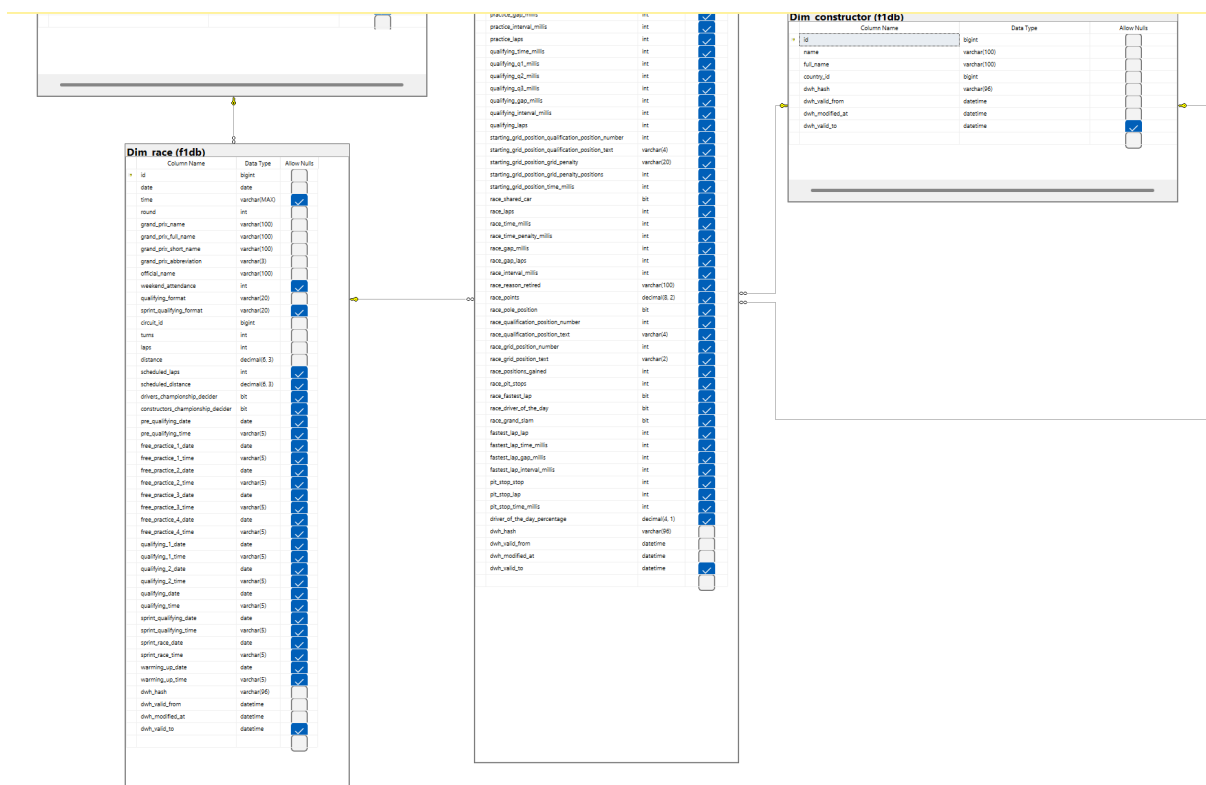 practice_gap_millis int
practice_interval_millis int
practice_laps int
qualifying_time_millis int
qualifying_q1_millis int
qualifying_q2_millis int
qualifying_q3_millis int
qualifying_gap_millis int
qualifying_interval_millis int
qualifying_laps int
starting_grid_position_qualification_position_number int
starting_grid_position_qualification_position_text varchar(4)
starting_grid_position_grid_penalty varchar(20)
starting_grid_position_grid_penalty_positions int
starting_grid_position_time_millis int
race_shared_car bit
race_laps int
race_time_millis int
race_time_penalty_millis int
race_gap_millis int
race_gap_laps int
race_interval_millis int
race_reason_retired varchar(100)
race_points decimal(8, 2)
race_pole_position bit
race_qualification_position_number int
race_qualification_position_text varchar(4)
race_grid_position_number int
race_grid_position_text varchar(2)
race_positions_gained int
race_pit_stops int
race_fastest_lap bit
race_driver_of_the_day bit
race_grand_slam bit
fastest_lap_lap int
fastest_lap_time_millis int
fastest_lap_gap_millis int
fastest_lap_interval_millis int
pit_stop_stop int
pit_stop_lap int
pit_stop_time_millis int
driver_of_the_day_percentage decimal(4, 1)
dwh_hash varchar(96)
dwh_valid_from datetime
dwh_modified_at datetime
dwh_valid_to datetime
Dim_constructor (f1db)
Column Name Data Type Allow Nulls
id bigint
name varchar(100)
full_name varchar(100)
country_id bigint
dwh_hash varchar(96)
dwh_valid_from datetime
dwh_modified_at datetime
dwh_valid_to datetime
Dim_race (f1db)
Column Name Data Type Allow Nulls
id bigint
date date
time varchar(MAX)
round int
grand_prix_name varchar(100)
grand_prix_full_name varchar(100)
grand_prix_short_name varchar(100)
grand_prix_abbreviation varchar(3)
official_name varchar(100)
weekend_attendance int
qualifying_format varchar(20)
sprint_qualifying_format varchar(20)
circuit_id bigint
turns int
laps int
distance decimal(6, 3)
scheduled_laps int
scheduled_distance decimal(6, 3)
drivers_championship_decider bit
constructors_championship_decider bit
pre_qualifying_date date
pre_qualifying_time varchar(5)
free_practice_1_date date
free_practice_1_time varchar(5)
free_practice_2_date date
free_practice_2_time varchar(5)
free_practice_3_date date
free_practice_3_time varchar(5)
free_practice_4_date date
free_practice_4_time varchar(5)
qualifying_1_date date
qualifying_1_time varchar(5)
qualifying_2_date date
qualifying_2_time varchar(5)
qualifying_date date
qualifying_time varchar(5)
sprint_qualifying_date date
sprint_qualifying_time varchar(5)
sprint_race_date date
sprint_race_time varchar(5)
warming_up_date date
warming_up_time varchar(5)
dwh_hash varchar(96)
dwh_valid_from datetime
dwh_modified_at datetime
dwh_valid_to datetime